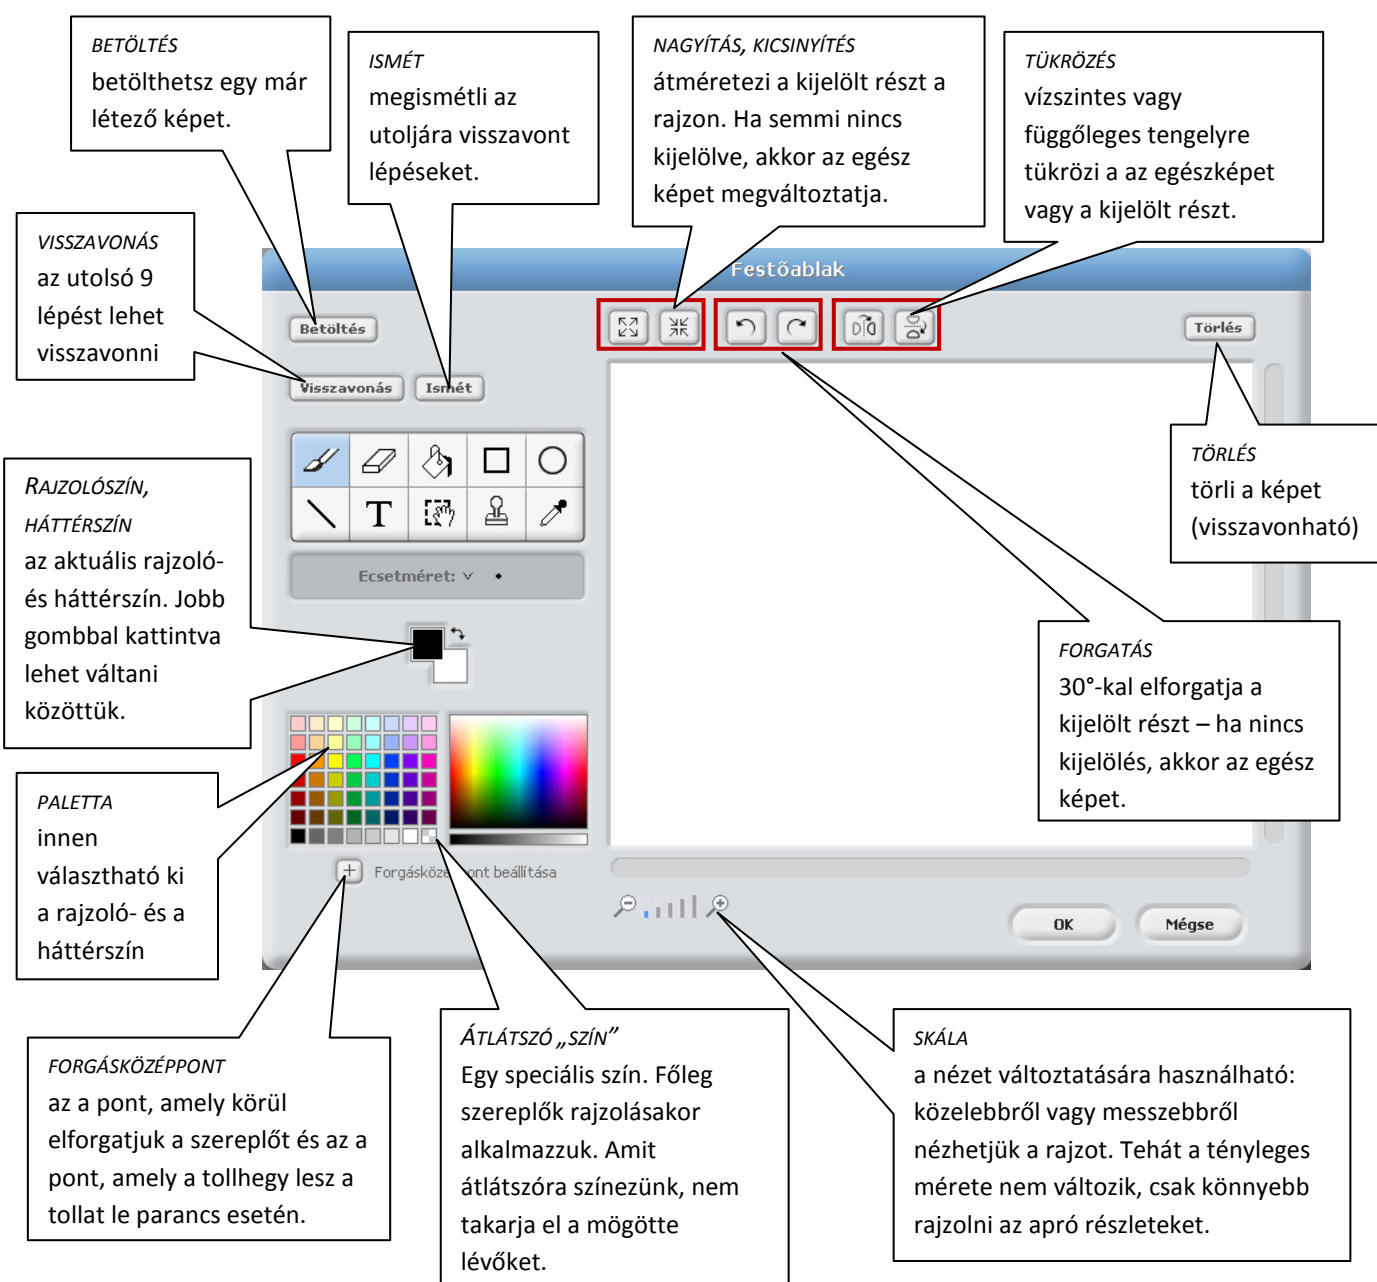 BETÖLTÉS
betölthetsz egy már
létező képet.
ISMÉT
megismétli az
utoljára visszavont
lépéseket.
NAGYÍTÁS, KICSINYÍTÉS
átméretezi a kijelölt részt a
rajzon. Ha semmi nincs
kijelölve, akkor az egész
képet megváltoztatja.
TÜKRÖZÉS
vízszintes vagy
függőleges tengelyre
tükrözi a az egészképet
vagy a kijelölt részt.
VISSZAVONÁS
az utolsó 9
lépést lehet
visszavonni
Festõablak
Betöltés
Törlés
Visszavonás
Ismét
T
TÖRLÉS
törli a képet
(visszavonható)
RAJZOLÓSZÍN,
HÁTTÉRSZÍN
az aktuális rajzoló-
és háttérszín. Jobb
gombbal kattintva
lehet váltani
közöttük.
Ecsetméret:
FORGATÁS
30°-kal elforgatja a
kijelölt részt – ha nincs
kijelölés, akkor az egész
képet.
PALETTA
innen
választható ki
a rajzoló- és a
háttérszín
Forgásközéppont beállítása
OK
Mégse
FORGÁSKÖZÉPPONT
az a pont, amely körül
elforgatjuk a szereplőt és az a
pont, amely a tollhegy lesz a
tollat le parancs esetén.
ÁTLÁTSZÓ „SZÍN”
Egy speciális szín. Főleg
szereplők rajzolásakor
alkalmazzuk. Amit
átlátszóra színezünk, nem
takarja el a mögötte
lévőket.
SKÁLA
a nézet változtatására használható:
közelebbről vagy messzebbről
nézhetjük a rajzot. Tehát a tényleges
mérete nem változik, csak könnyebb
rajzolni az apró részleteket.